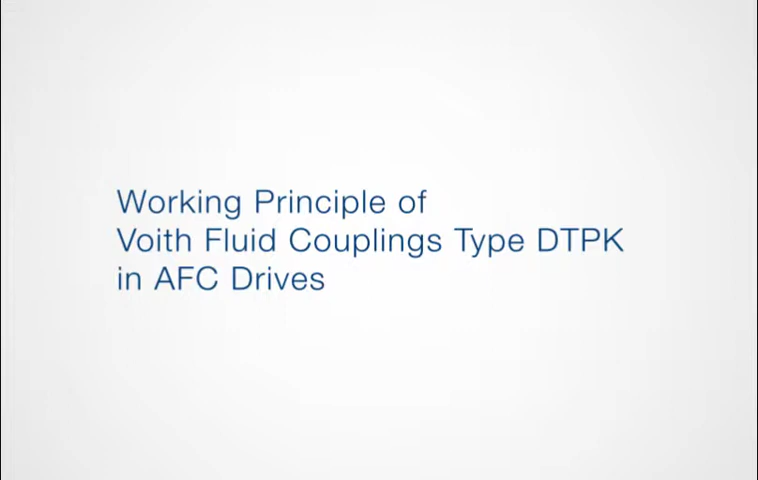 Working Principle of
Voith Fluid Couplings Type DTPK
in AFC Drives